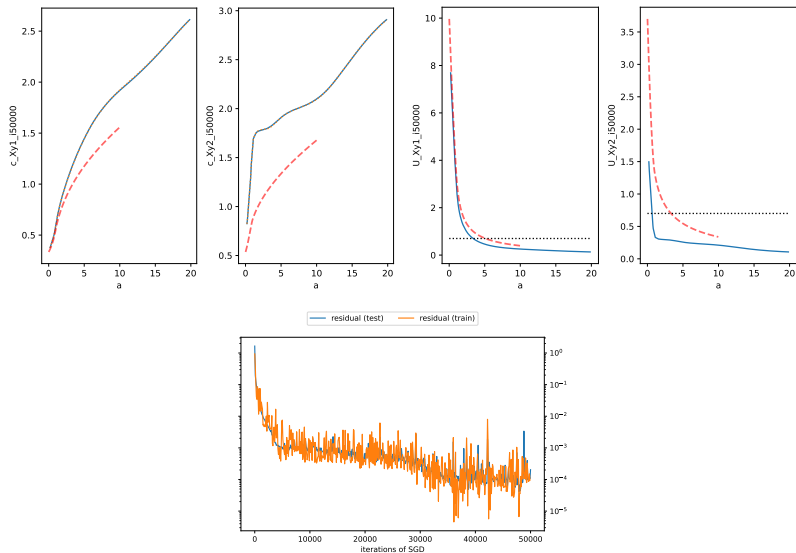 c_Xy1_i50000
2.5
2.0
1.5
1.0
0.5
0 5 10 15 20
a
c_Xy2_i50000
3.0
2.5
2.0
1.5
1.0
0.5
0 5 10 15 20
a
U_Xy1_i50000
10
8
6
4
2
0
0 5 10 15 20
a
U_Xy2_i50000
3.5
3.0
2.5
2.0
1.5
1.0
0.5
0.0
0 5 10 15 20
a
residual (test) residual (train)
10⁰
10⁻¹
10⁻²
10⁻³
10⁻⁴
10⁻⁵
0 10000 20000 30000 40000 50000
iterations of SGD